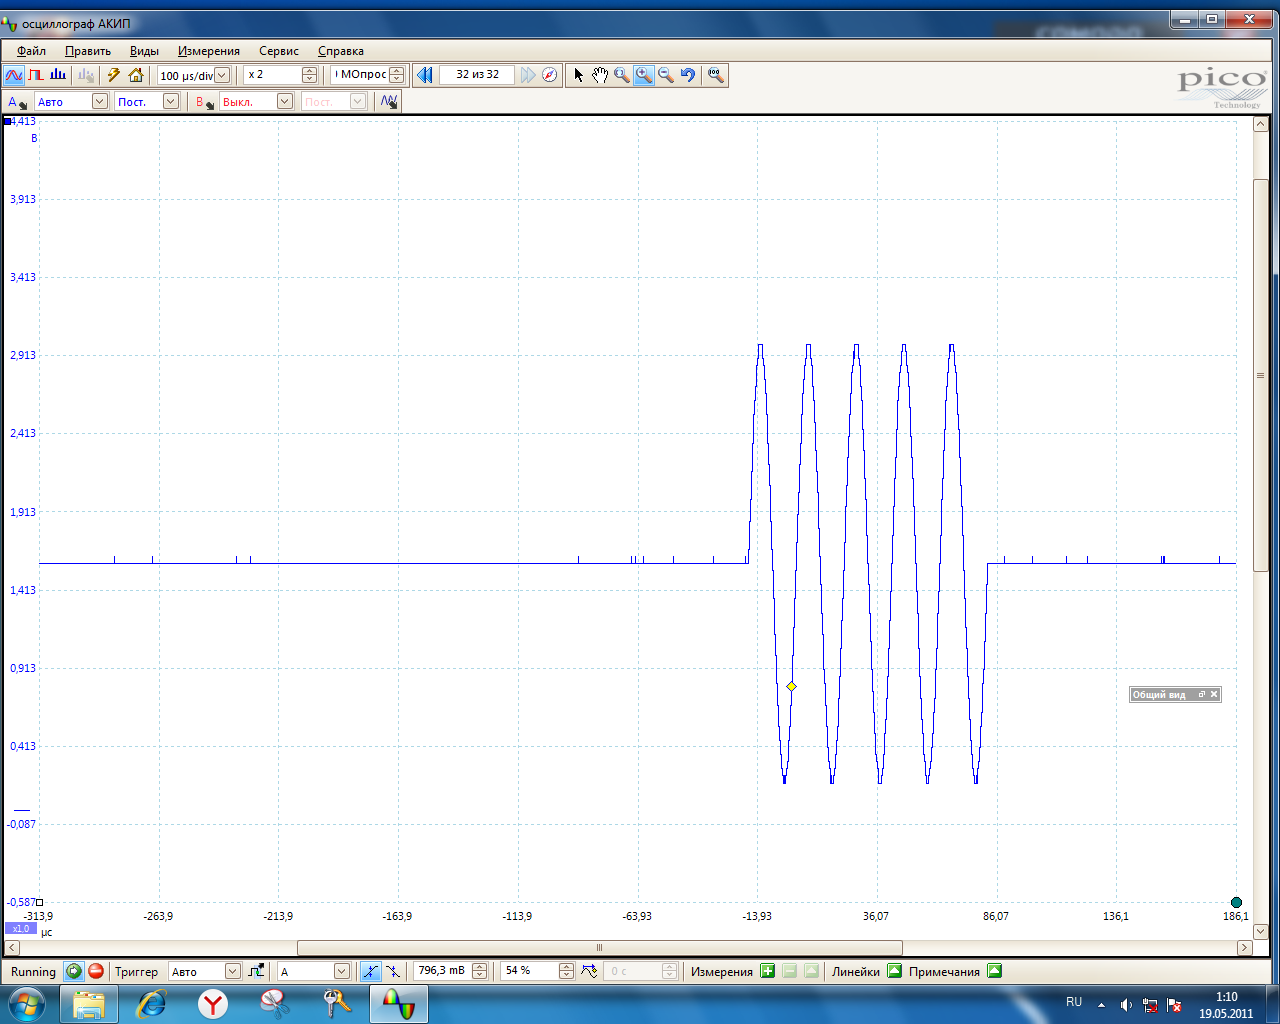 осциллограф АКИП
Файл Править Виды Измерения Сервис Справка
100 µs/div x 2 МОпрос 32 из 32
pico
Technology
A Авто Пост. B Выкл. Пост.
4,413
В
3,913
3,413
2,913
2,413
1,913
1,413
0,913
Общий вид
0,413
-0,087
-0,587
-313,9 -263,9 -213,9 -163,9 -113,9 -63,93 -13,93 36,07 86,07 136,1 186,1
x1,0 µс
Running Триггер Авто A 796,3 mB 54 % 0 с Измерения Линейки Примечания
RU 1:10
19.05.2011